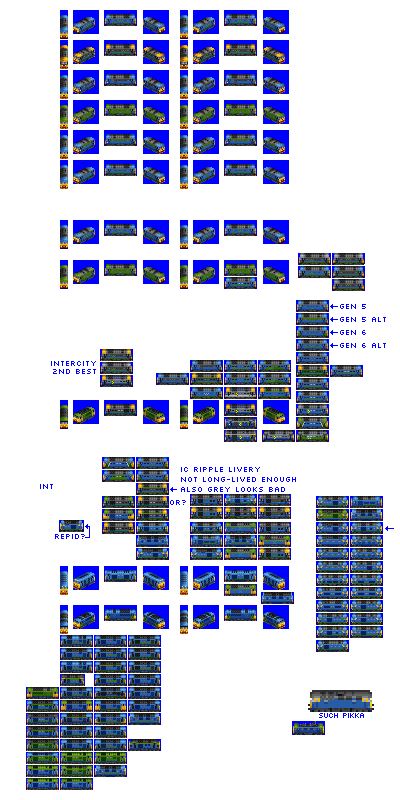 GEN 5
GEN 5 ALT
GEN 6
GEN 6 ALT
INTERCITY
2ND BEST
IC RIPPLE LIVERY
NOT LONG-LIVED ENOUGH
ALSO GREY LOOKS BAD
INT
OR?
REPID?
SUCH PIKKA